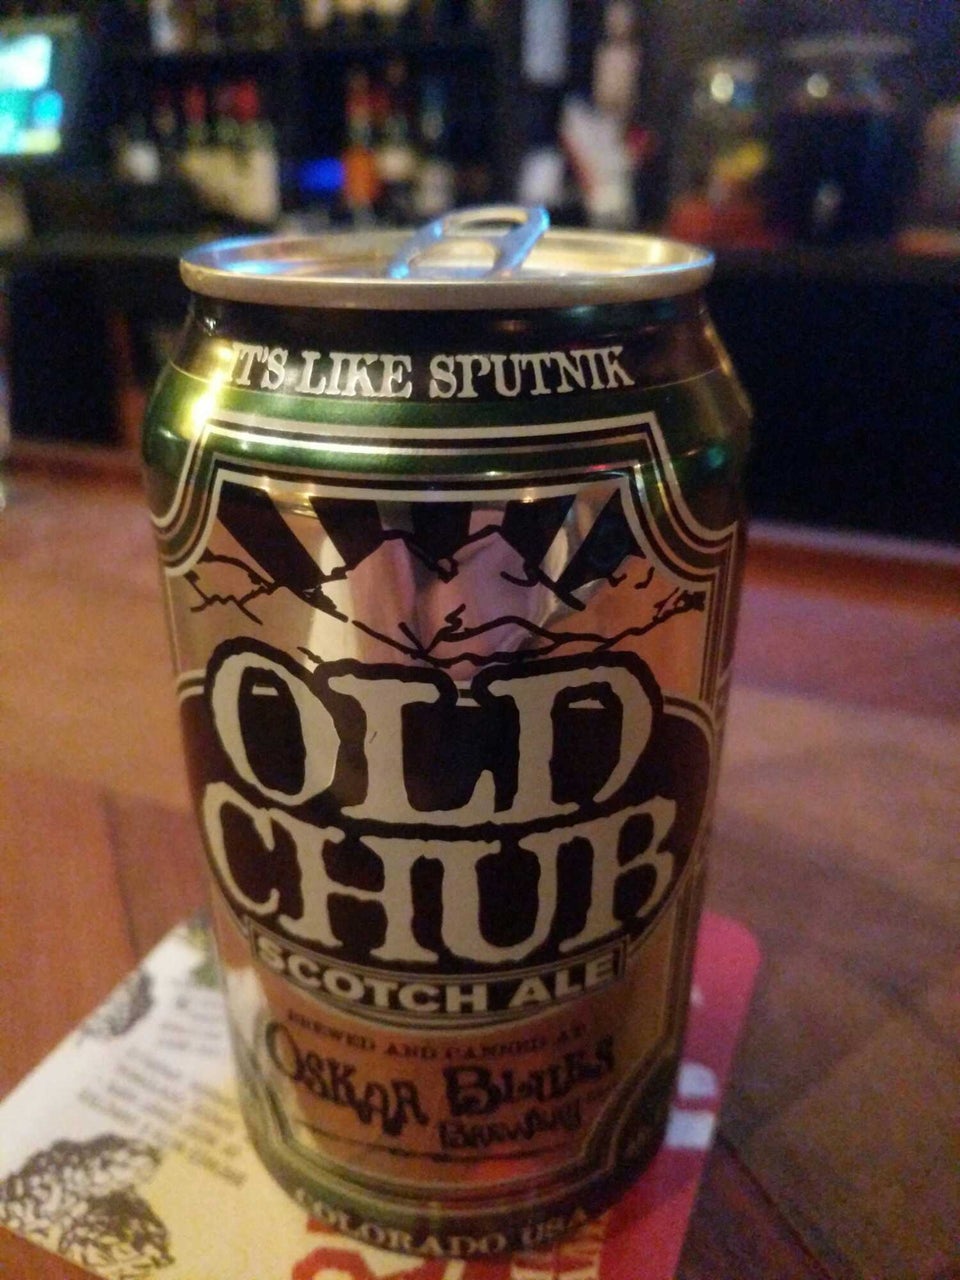 IT'S LIKE SPUTNIK
OLD
CHUB
SCOTCH ALE
BREWED AND CANNED AT
OSKAR BLUES
BREWERY
COLORADO USA